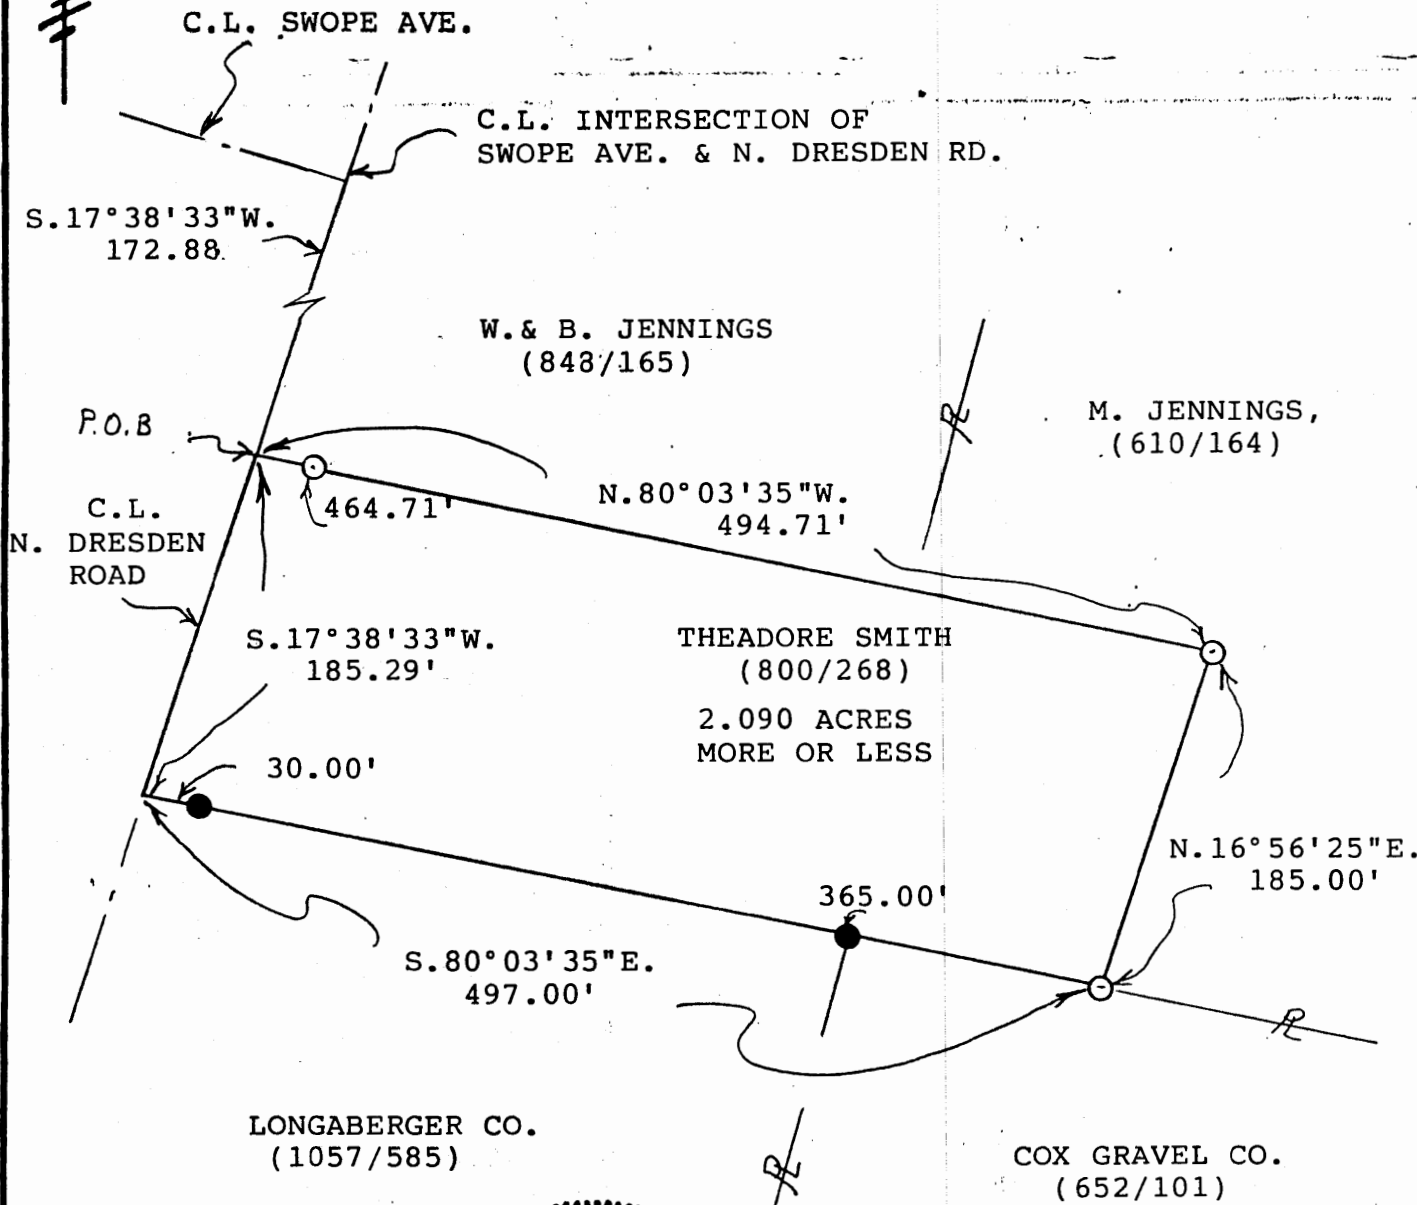 C.L. SWOPE AVE.
C.L. INTERSECTION OF
SWOPE AVE. & N. DRESDEN RD.
S.17°38'33"W.
172.88
W.& B. JENNINGS
(848/165)
M. JENNINGS,
(610/164)
P.O.B
464.71'
N.80°03'35"W.
494.71'
C.L.
N. DRESDEN
ROAD
S.17°38'33"W.
185.29'
THEADORE SMITH
(800/268)
2.090 ACRES
MORE OR LESS
30.00'
N.16°56'25"E.
185.00'
365.00'
S.80°03'35"E.
497.00'
LONGABERGER CO.
(1057/585)
COX GRAVEL CO.
(652/101)